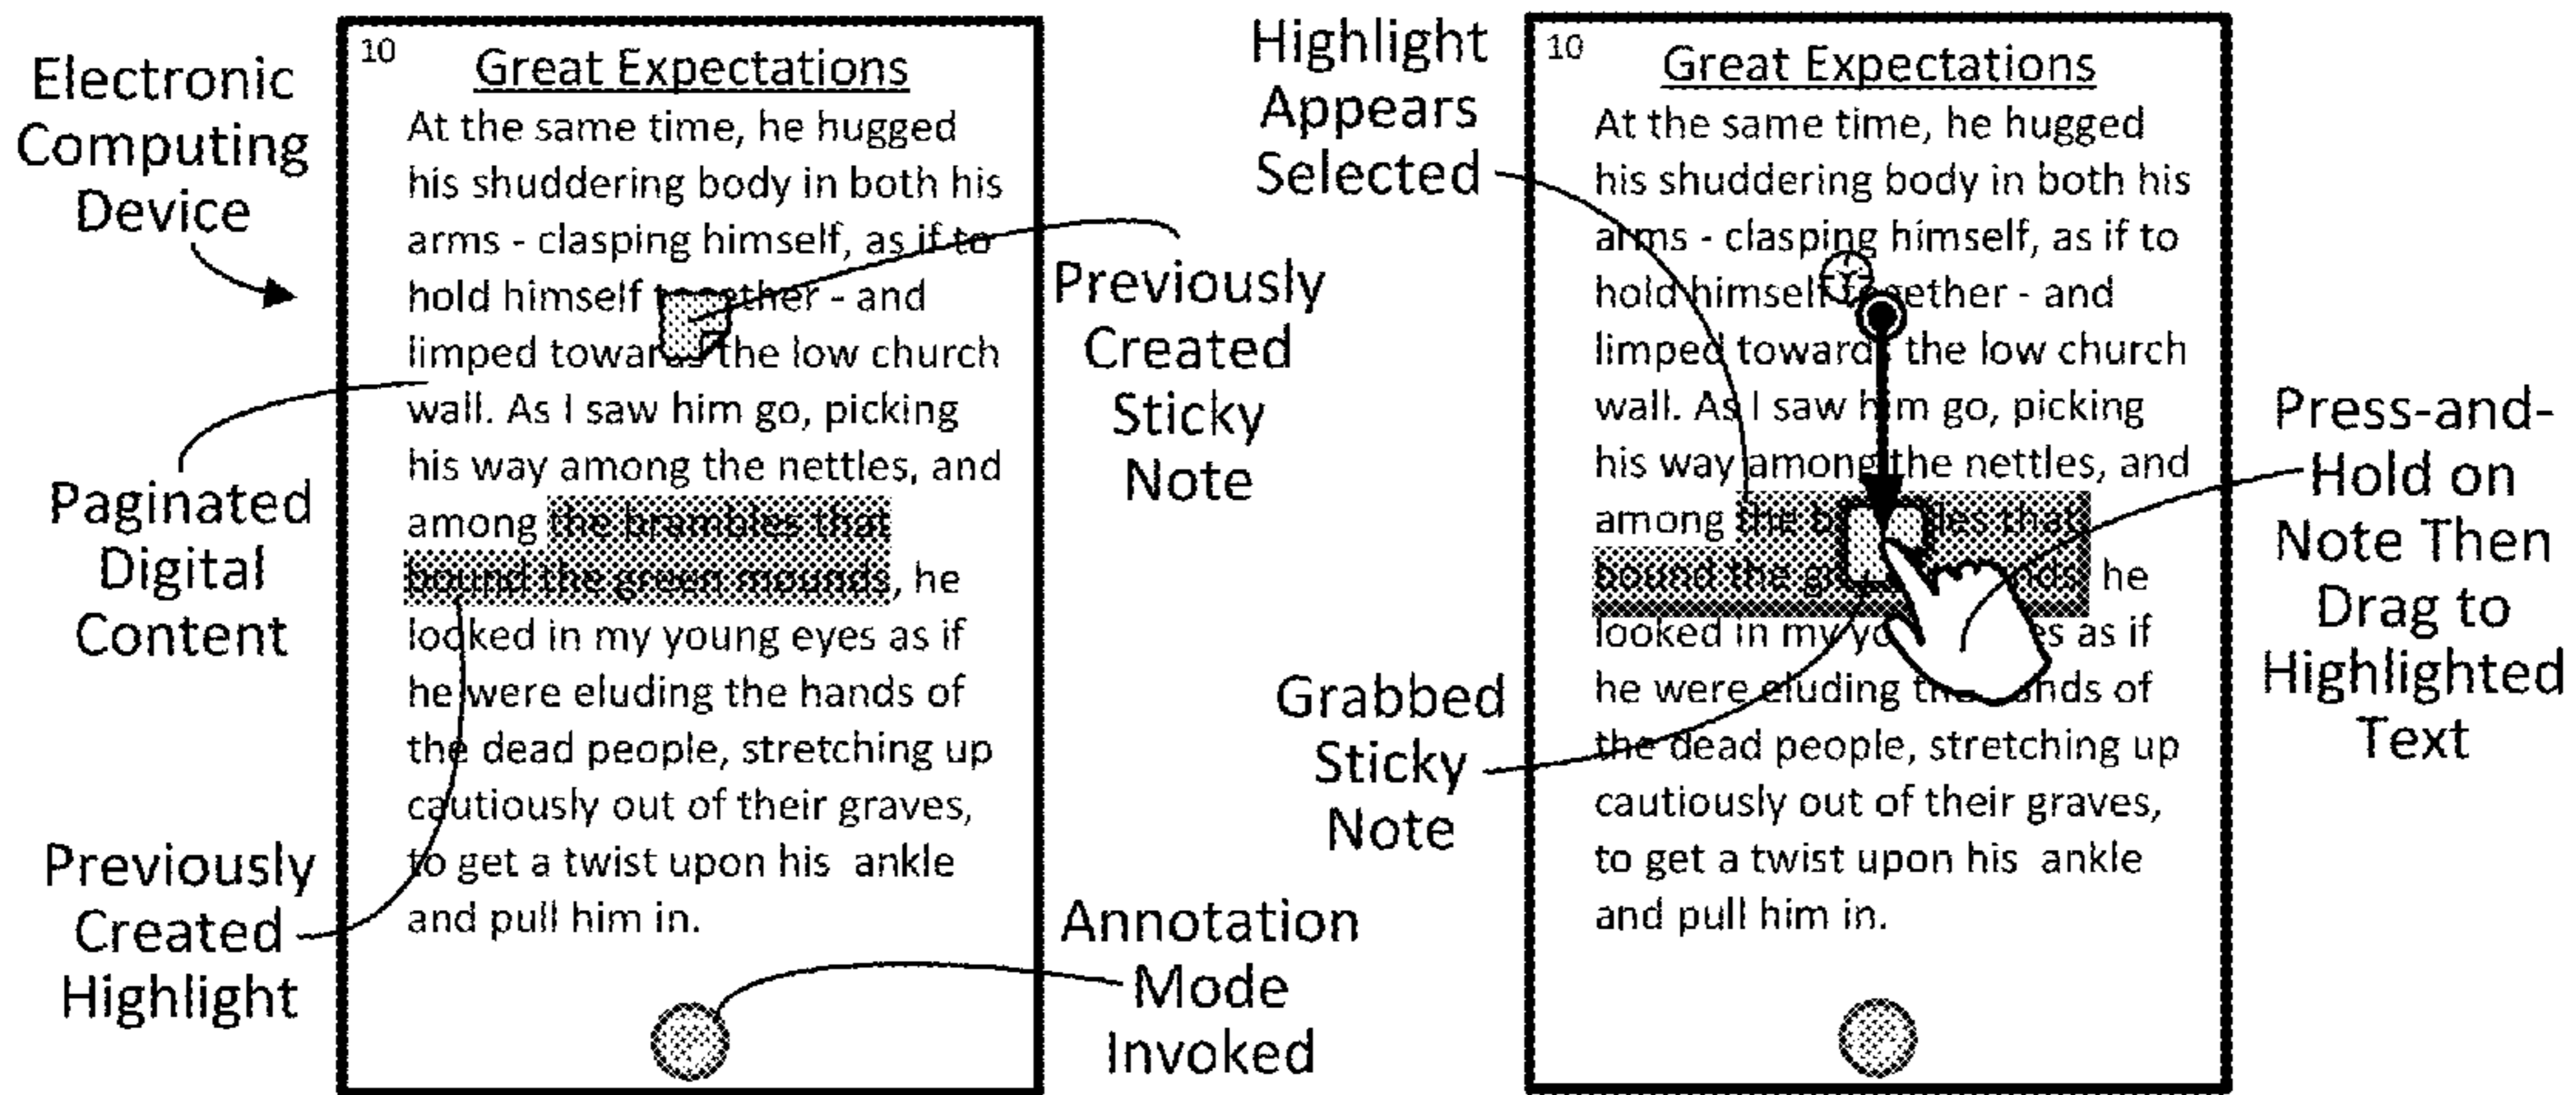 Electronic
Computing
Device
Paginated
Digital
Content
Previously
Created
Highlight
10
Great Expectations
At the same time, he hugged
his shuddering body in both his
arms - clasping himself, as if to
hold himself together - and
limped towards the low church
wall. As I saw him go, picking
his way among the nettles, and
among the brambles that
bound the green mounds, he
looked in my young eyes as if
he were eluding the hands of
the dead people, stretching up
cautiously out of their graves,
to get a twist upon his ankle
and pull him in.
Previously
Created
Sticky
Note
Annotation
Mode
Invoked
Highlight
Appears
Selected
Grabbed
Sticky
Note
10
Great Expectations
At the same time, he hugged
his shuddering body in both his
arms - clasping himself, as if to
hold himself together - and
limped towards the low church
wall. As I saw him go, picking
his way among the nettles, and
among the brambles that
bound the green mounds he
looked in my young eyes as if
he were eluding the hands of
the dead people, stretching up
cautiously out of their graves,
to get a twist upon his ankle
and pull him in.
Press-and-
Hold on
Note Then
Drag to
Highlighted
Text